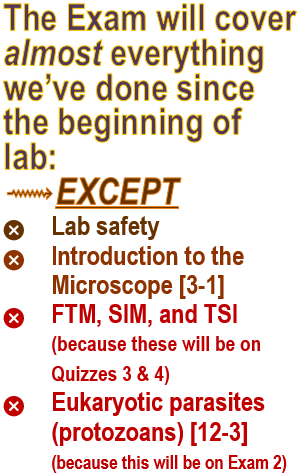 The Exam will cover
almost everything
we've done since
the beginning of
lab:
EXCEPT
Lab safety
Introduction to the
Microscope [3-1]
FTM, SIM, and TSI
(because these will be on
Quizzes 3 & 4)
Eukaryotic parasites
(protozoans) [12-3]
(because this will be on Exam 2)